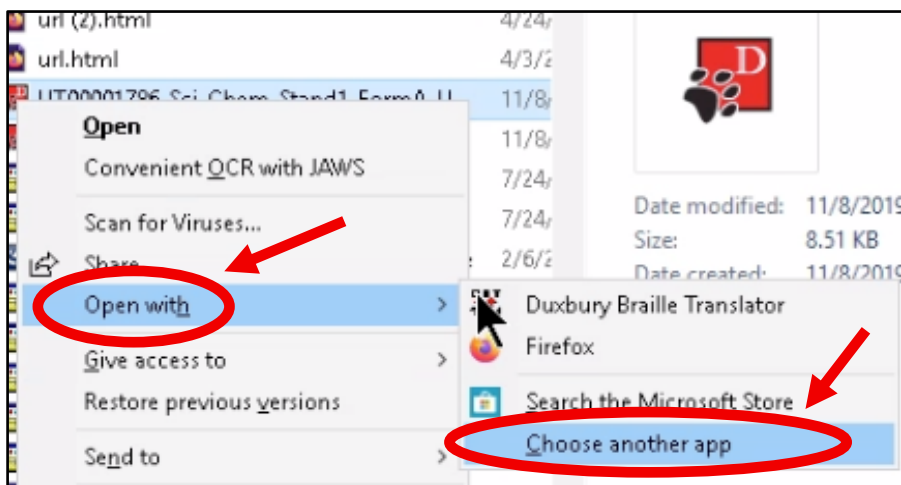 url (2).html 4/24/
url.html 4/3/2
UT00001796_Sci_Chem_Stand1_FormA_U 11/8/
D
Open 11/8/
Convenient OCR with JAWS 7/24/
Scan for Viruses... 7/24/
Date modified: 11/8/2019
Share 2/6/2
Size: 8.51 KB
Date created: 11/8/2019
Open with
Duxbury Braille Translator
Firefox
Give access to
Restore previous versions
Search the Microsoft Store
Choose another app
Send to